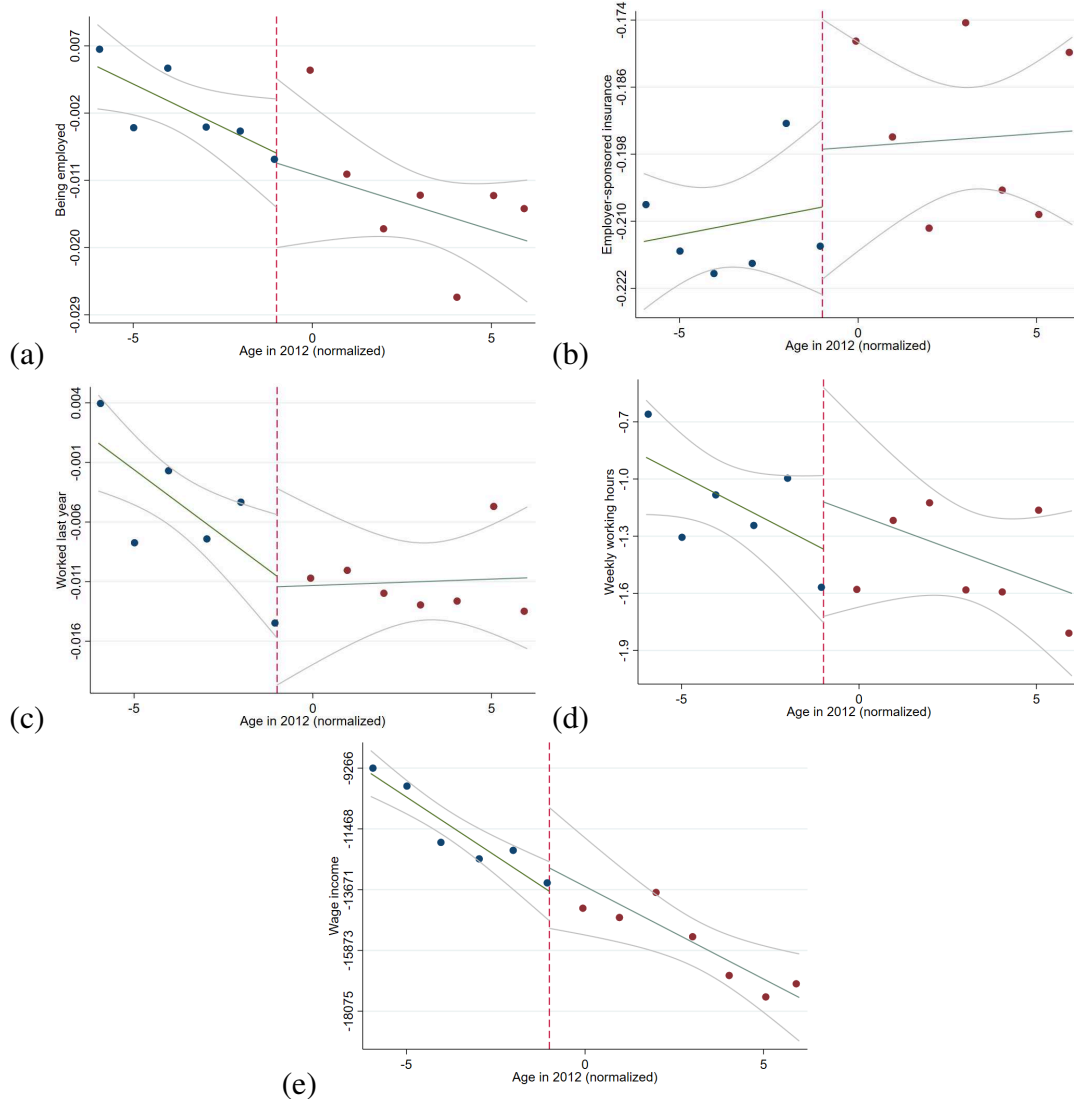 0.007
-0.002
-0.011
-0.020
-0.029
Being employed
-5
0
5
Age in 2012 (normalized)
(a)
-0.174
-0.186
-0.198
-0.210
-0.222
Employer-sponsored insurance
-5
0
5
Age in 2012 (normalized)
(b)
0.004
-0.001
-0.006
-0.011
-0.016
Worked last year
-5
0
5
Age in 2012 (normalized)
(c)
-0.7
-1.0
-1.3
-1.6
-1.9
Weekly working hours
-5
0
5
Age in 2012 (normalized)
(d)
-9266
-11468
-13671
-15873
-18075
Wage income
-5
0
5
Age in 2012 (normalized)
(e)